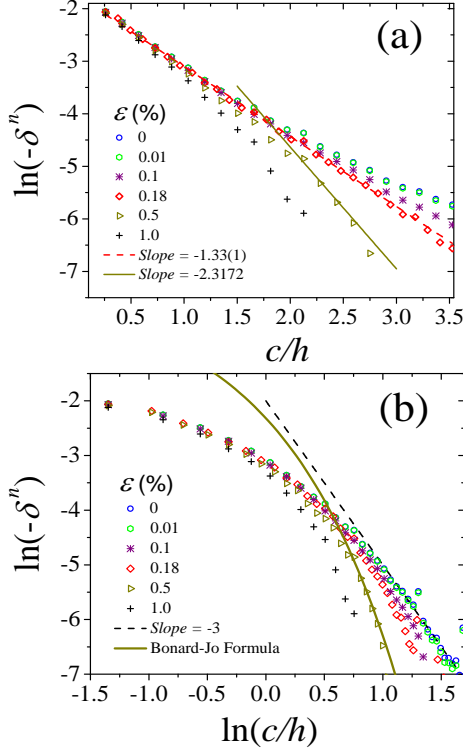 (a)
-2
-3
-4
-5
-6
-7
ln(-δⁿ)
ε (%)
0
0.01
0.1
0.18
0.5
1.0
Slope = -1.33(1)
Slope = -2.3172
0.5 1.0 1.5 2.0 2.5 3.0 3.5
c/h
(b)
-2
-3
-4
-5
-6
-7
ln(-δⁿ)
ε (%)
0
0.01
0.1
0.18
0.5
1.0
Slope = -3
Bonard-Jo Formula
-1.5 -1.0 -0.5 0.0 0.5 1.0 1.5
ln(c/h)